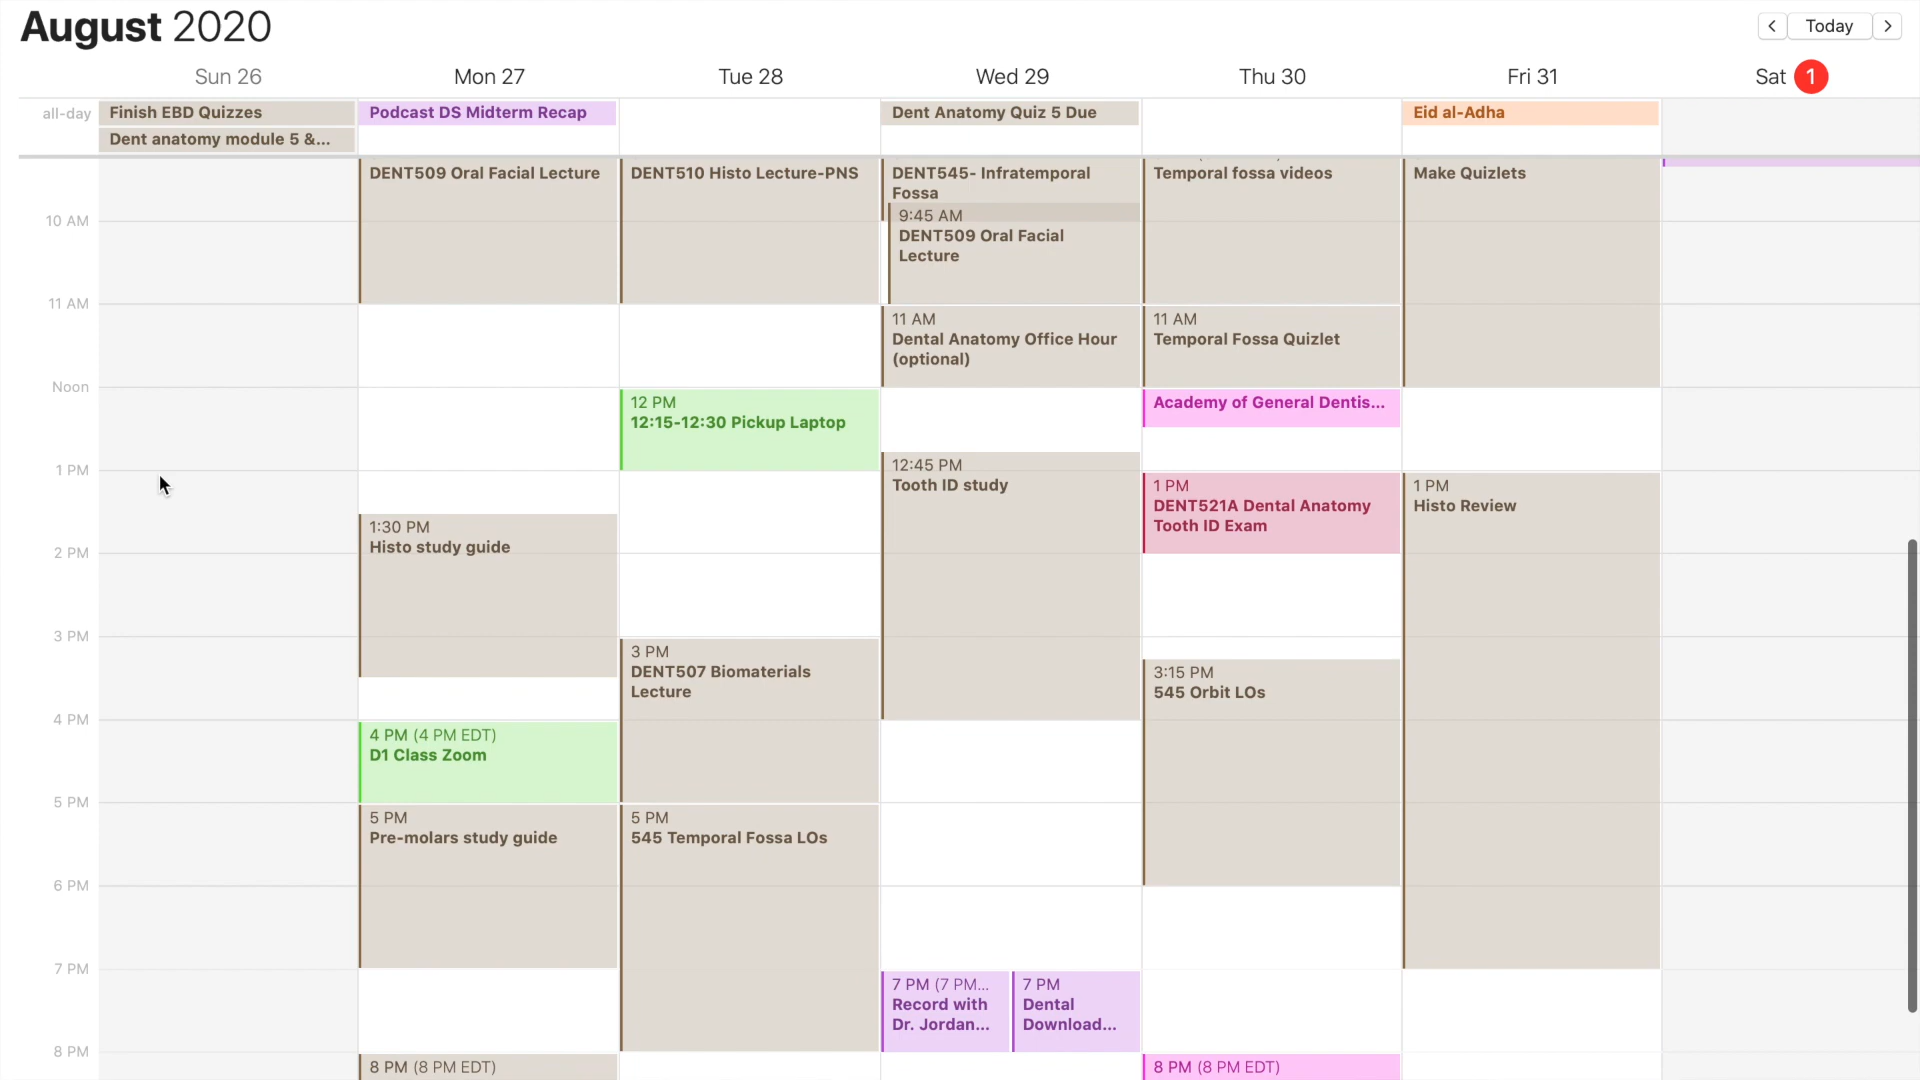 August 2020
Today
Sun 26
Mon 27
Tue 28
Wed 29
Thu 30
Fri 31
Sat 1
all-day
Finish EBD Quizzes
Dent anatomy module 5 &...
Podcast DS Midterm Recap
Dent Anatomy Quiz 5 Due
Eid al-Adha
10 AM
11 AM
Noon
1 PM
2 PM
3 PM
4 PM
5 PM
6 PM
7 PM
8 PM
DENT509 Oral Facial Lecture
1:30 PM
Histo study guide
4 PM (4 PM EDT)
D1 Class Zoom
5 PM
Pre-molars study guide
8 PM (8 PM EDT)
DENT510 Histo Lecture-PNS
12 PM
12:15-12:30 Pickup Laptop
3 PM
DENT507 Biomaterials
Lecture
5 PM
545 Temporal Fossa LOs
DENT545- Infratemporal
Fossa
9:45 AM
DENT509 Oral Facial
Lecture
11 AM
Dental Anatomy Office Hour
(optional)
12:45 PM
Tooth ID study
7 PM (7 PM...
Record with
Dr. Jordan...
7 PM
Dental
Download...
Temporal fossa videos
11 AM
Temporal Fossa Quizlet
Academy of General Dentis...
1 PM
DENT521A Dental Anatomy
Tooth ID Exam
3:15 PM
545 Orbit LOs
8 PM (8 PM EDT)
Make Quizlets
1 PM
Histo Review